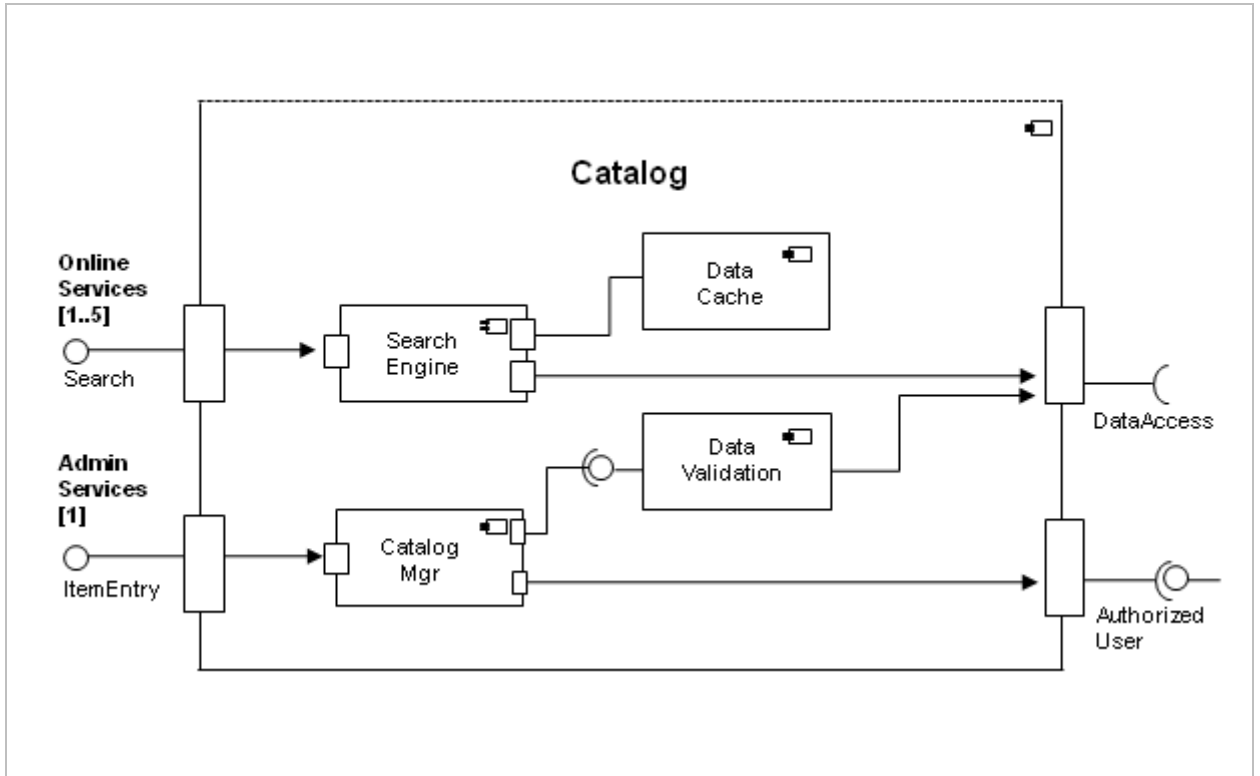 Catalog
Online
Services
[1..5]
Search
Search
Engine
Data
Cache
DataAccess
Admin
Services
[1]
ItemEntry
Catalog
Mgr
Data
Validation
Authorized
User